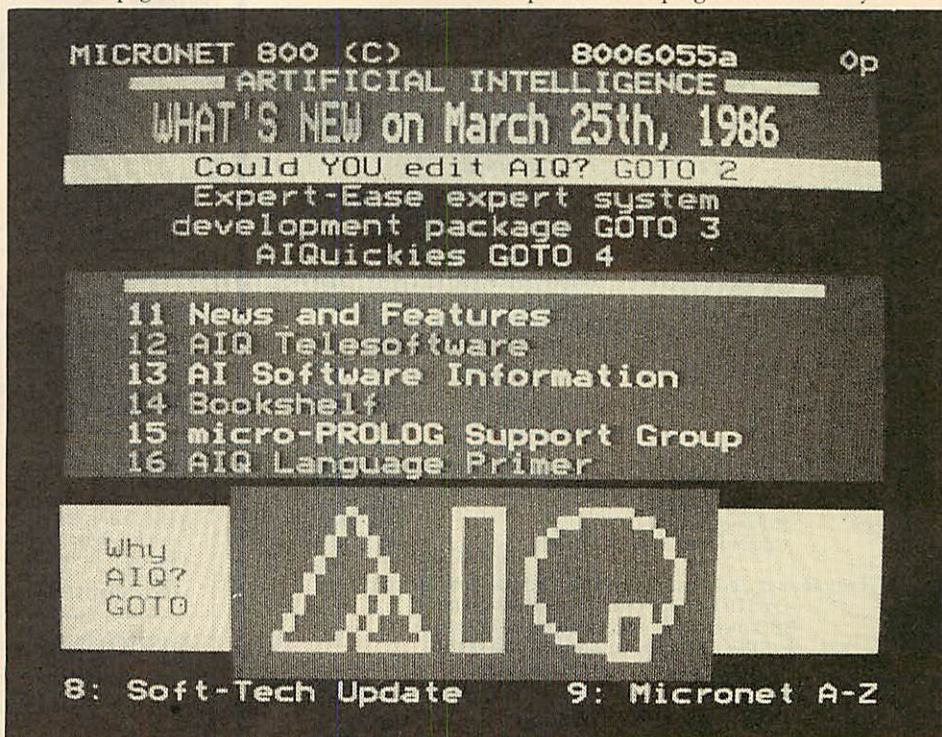 MICRONET 800 (C) 8006055a 0p
ARTIFICIAL INTELLIGENCE
WHAT'S NEW on March 25th, 1986
Could YOU edit AIQ? GOTO 2
Expert-Ease expert system
development package GOTO 3
AIQuickies GOTO 4
11 News and Features
12 AIQ Telesoftware
13 AI Software Information
14 Bookshelf
15 micro-PROLOG Support Group
16 AIQ Language Primer
Why
AIQ?
GOTO
AIQ
8: Soft-Tech Update 9: Micronet A-Z